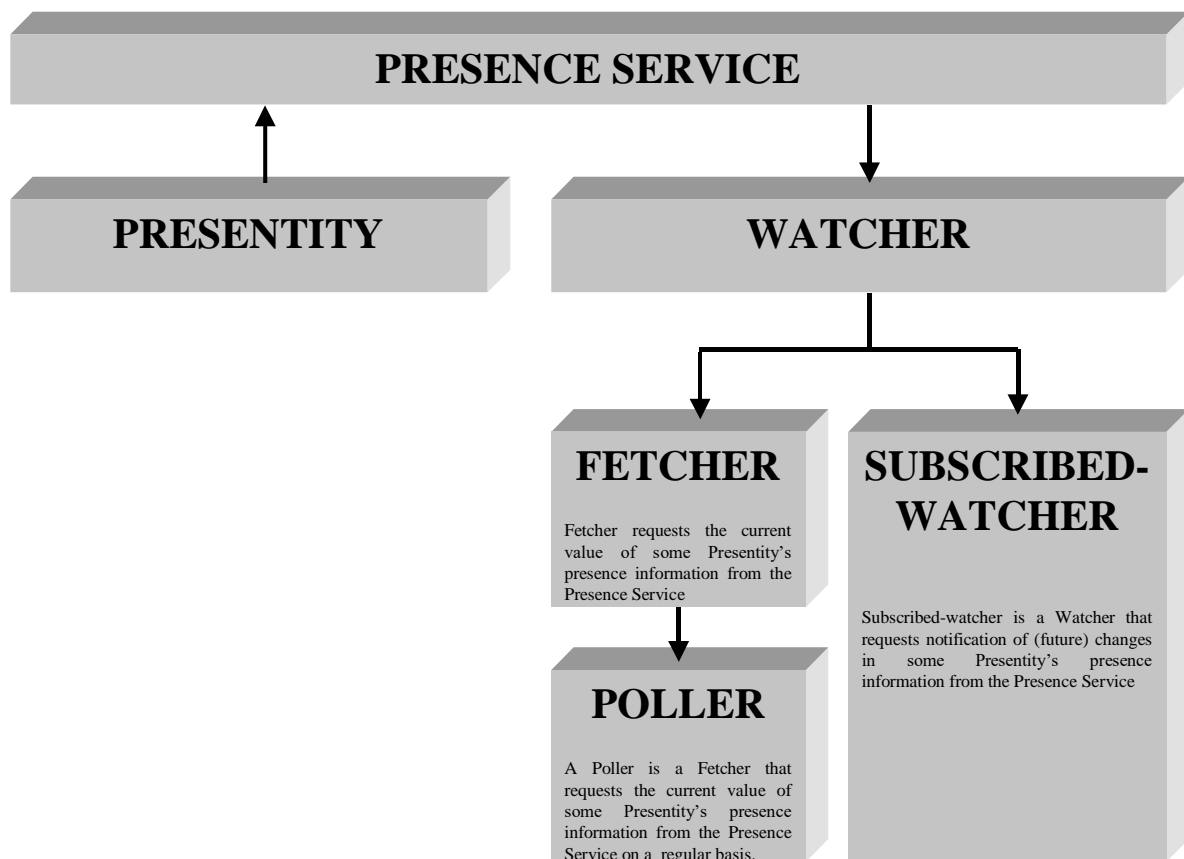 PRESENCE SERVICE
PRESENTITY
WATCHER
FETCHER
Fetcher requests the current
value of some Presentity's
presence information from the
Presence Service
SUBSCRIBED-
WATCHER
Subscribed-watcher is a Watcher that
requests notification of (future) changes
in some Presentity's presence
information from the Presence Service
POLLER
A Poller is a Fetcher that
requests the current value of
some Presentity's presence
information from the Presence
Service on a regular basis.